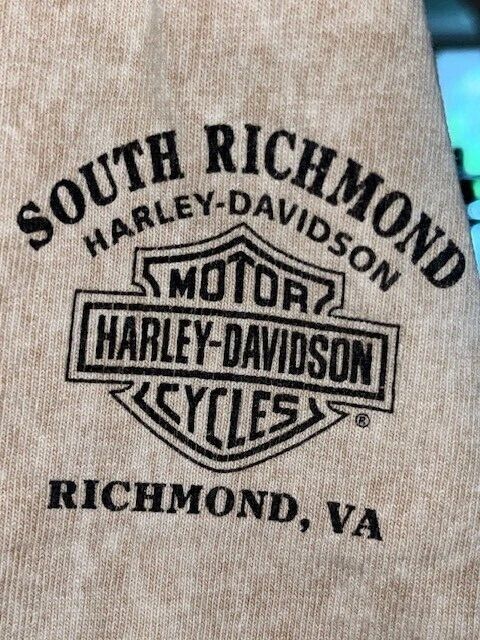 SOUTH RICHMOND
HARLEY-DAVIDSON
MOTOR
HARLEY-DAVIDSON
CYCLES
®
RICHMOND, VA